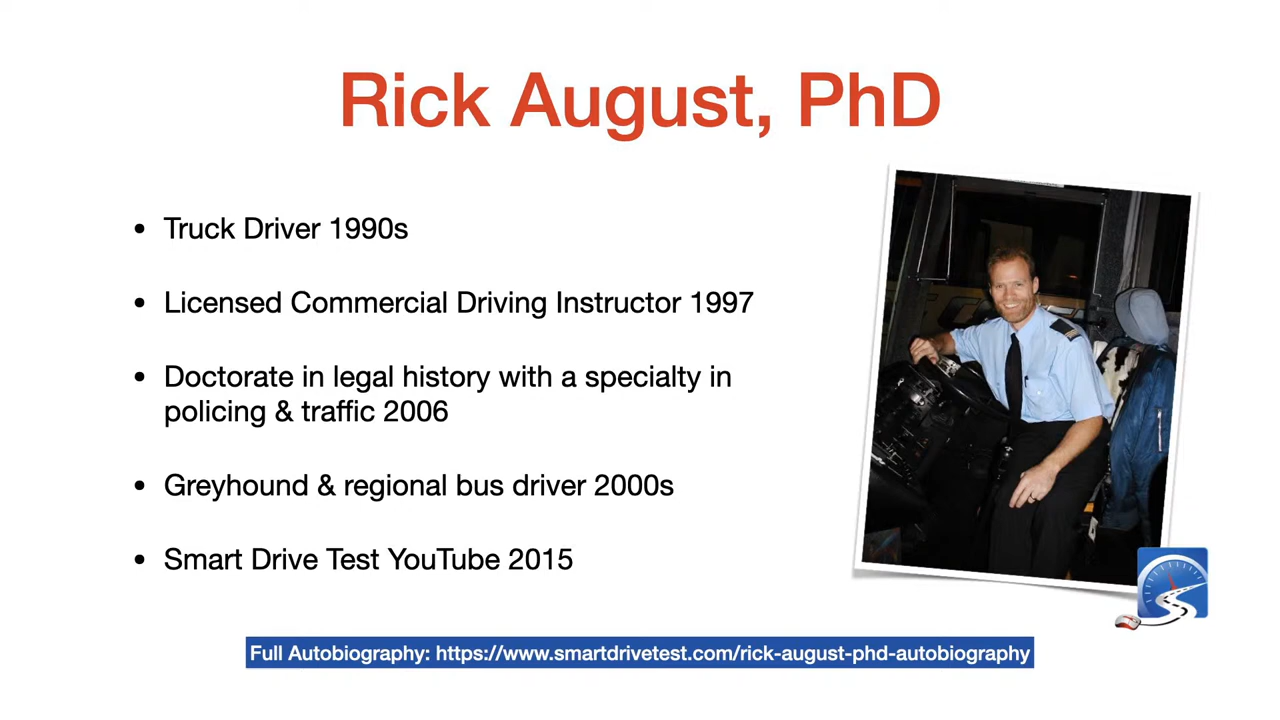 Rick August, PhD
• Truck Driver 1990s
• Licensed Commercial Driving Instructor 1997
• Doctorate in legal history with a specialty in
policing & traffic 2006
• Greyhound & regional bus driver 2000s
• Smart Drive Test YouTube 2015
Full Autobiography: https://www.smartdrivetest.com/rick-august-phd-autobiography